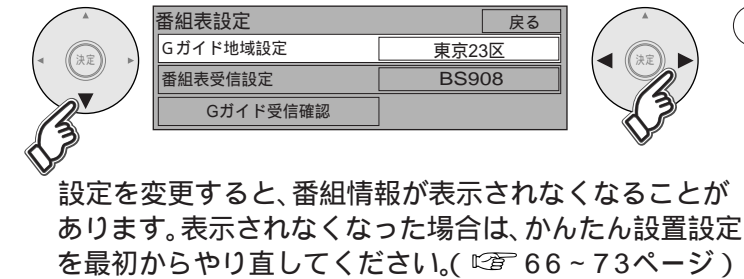 番組表設定 戻る
Gガイド地域設定 東京23区
決定 決定
番組表受信設定 BS908
Gガイド受信確認
設定を変更すると、番組情報が表示されなくなることが
あります。表示されなくなった場合は、かんたん設置設定
を最初からやり直してください。(☞66~73ページ)